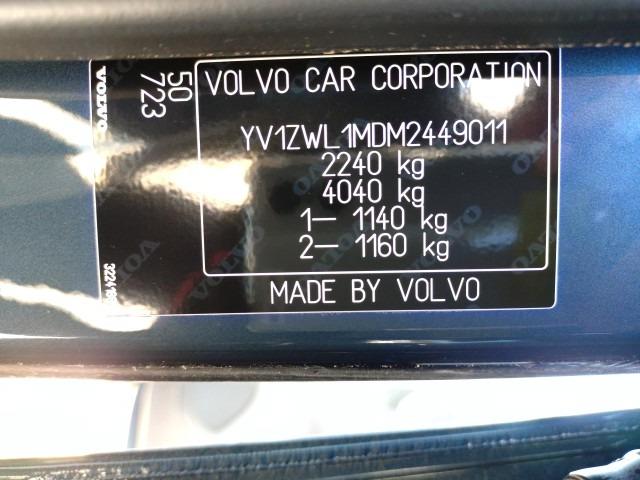 VOLVO
50
723
VOLVO CAR CORPORATION
YV1ZWL1MDM2449011
2240 kg
4040 kg
1– 1140 kg
2– 1160 kg
MADE BY VOLVO